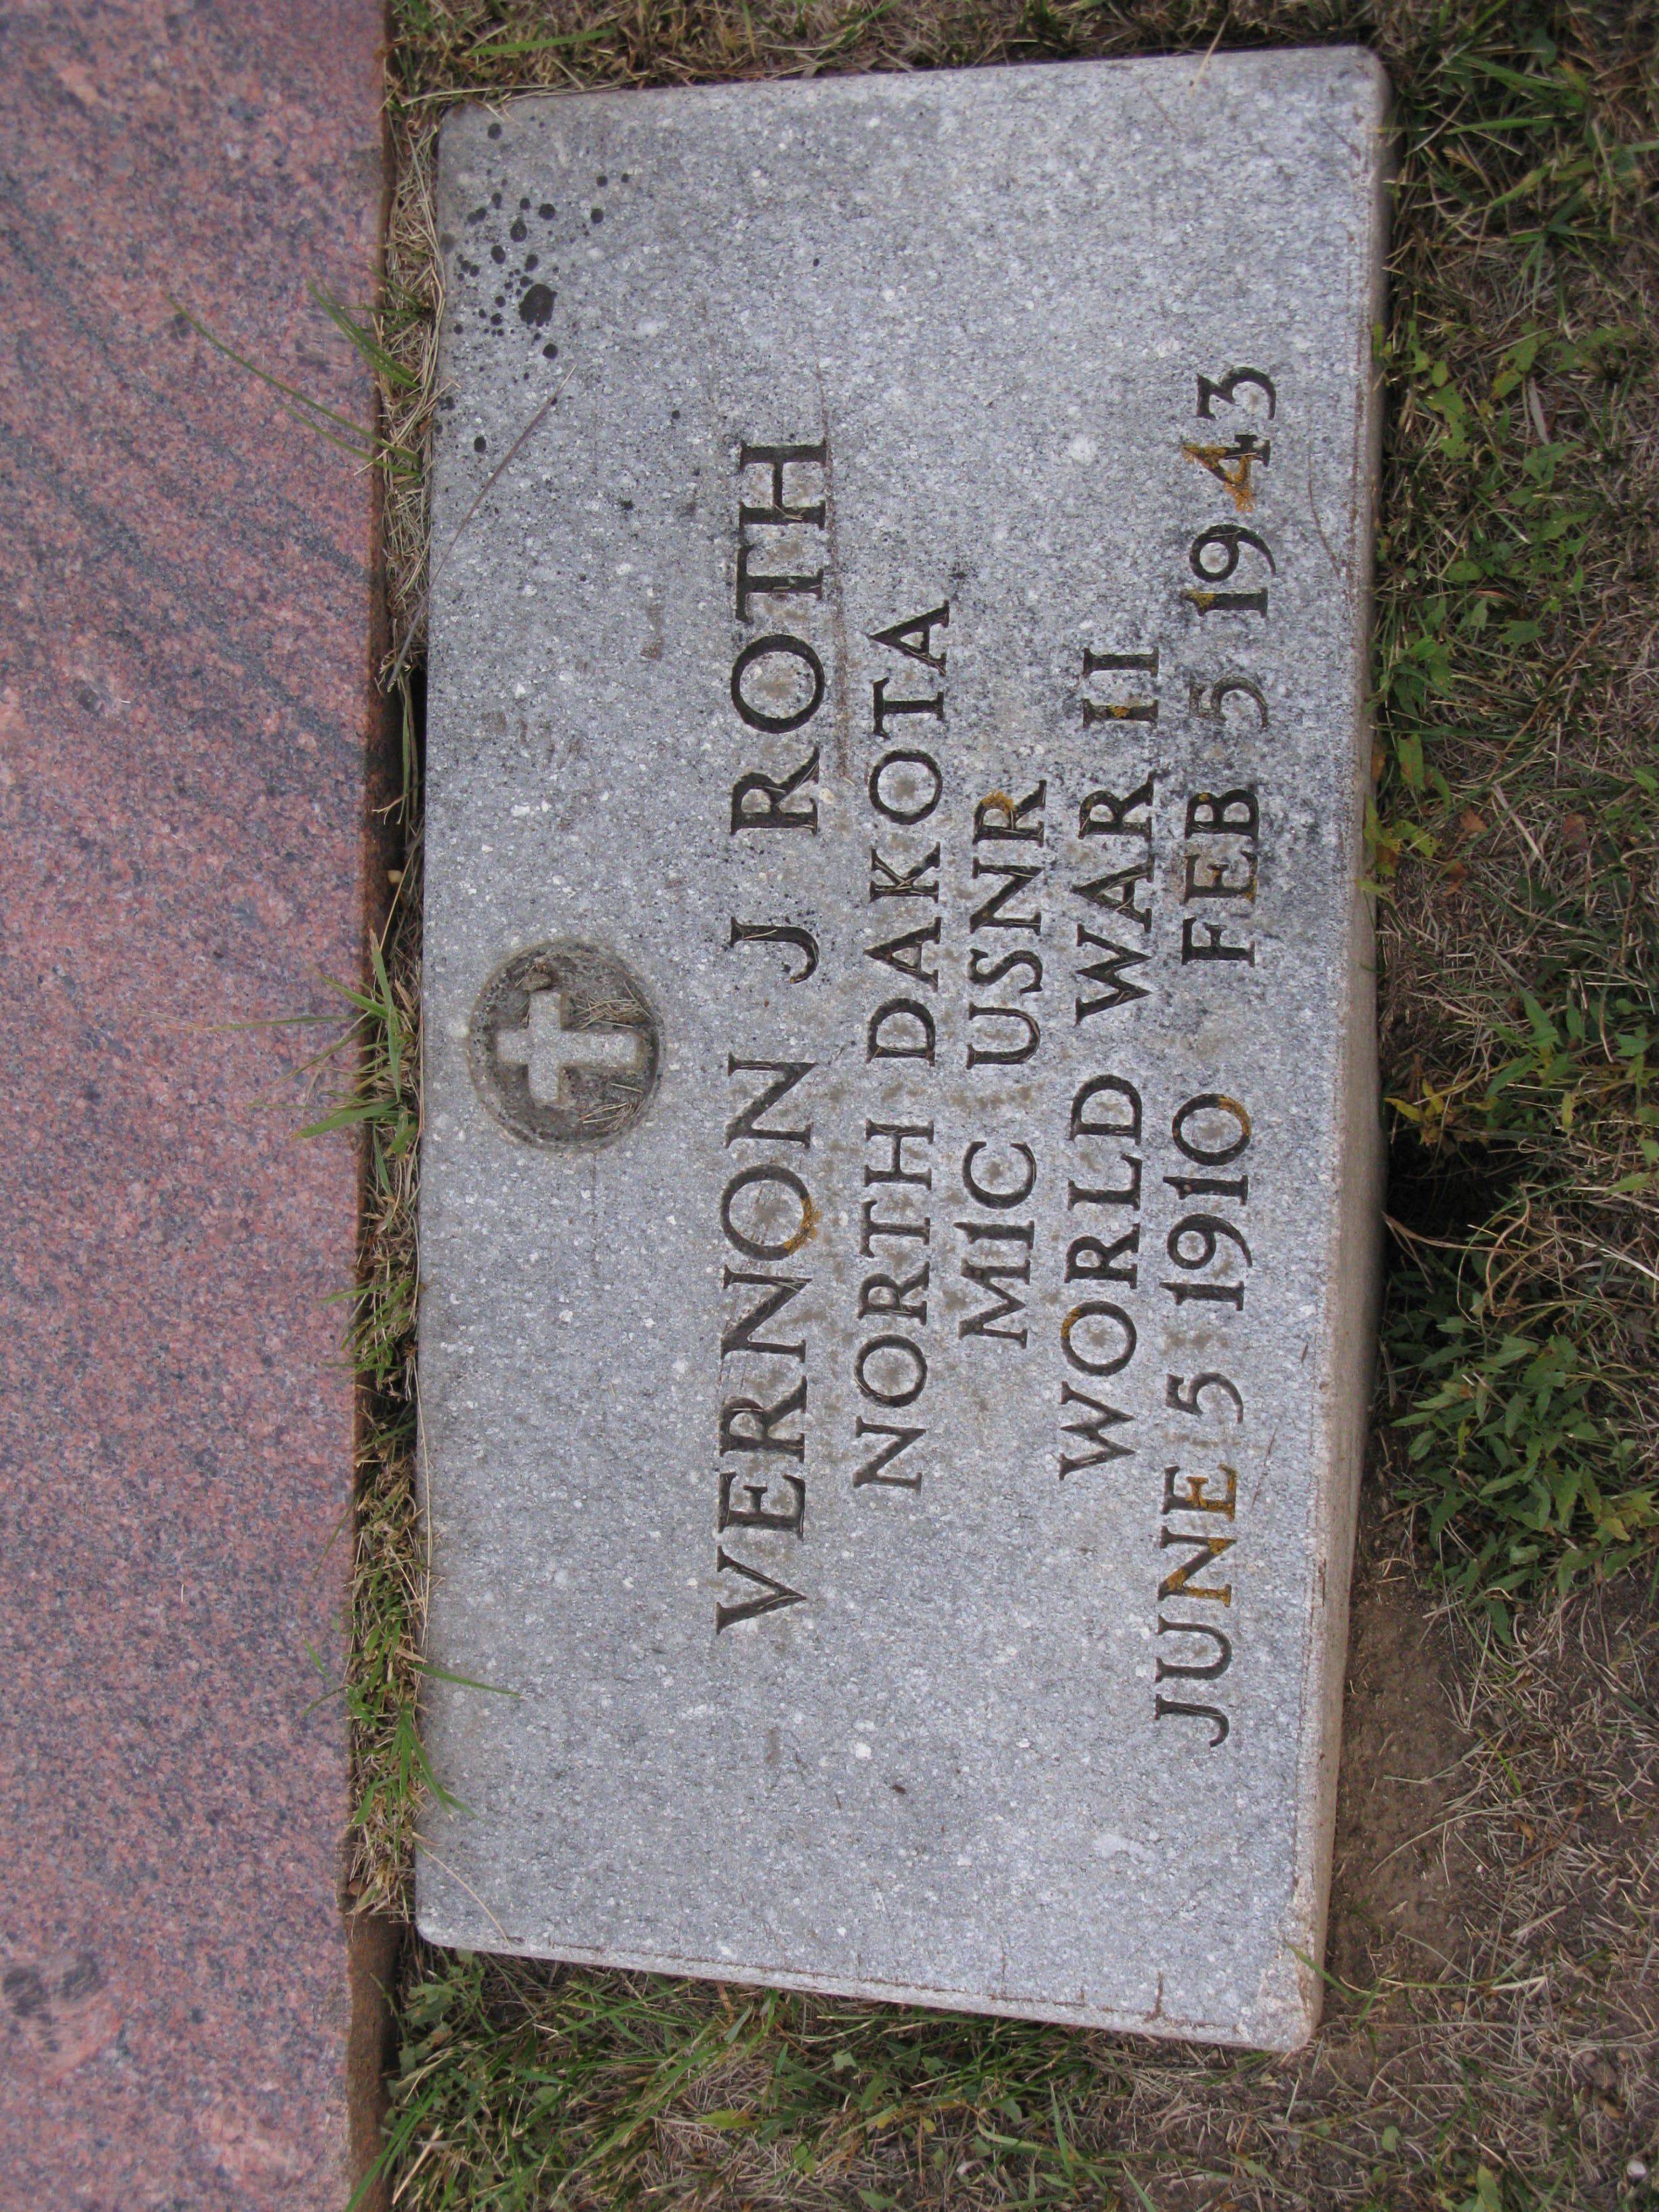 VERNON J ROTH
NORTH DAKOTA
M1C USNR
WORLD WAR II
JUNE 5 1910 FEB 5 1943